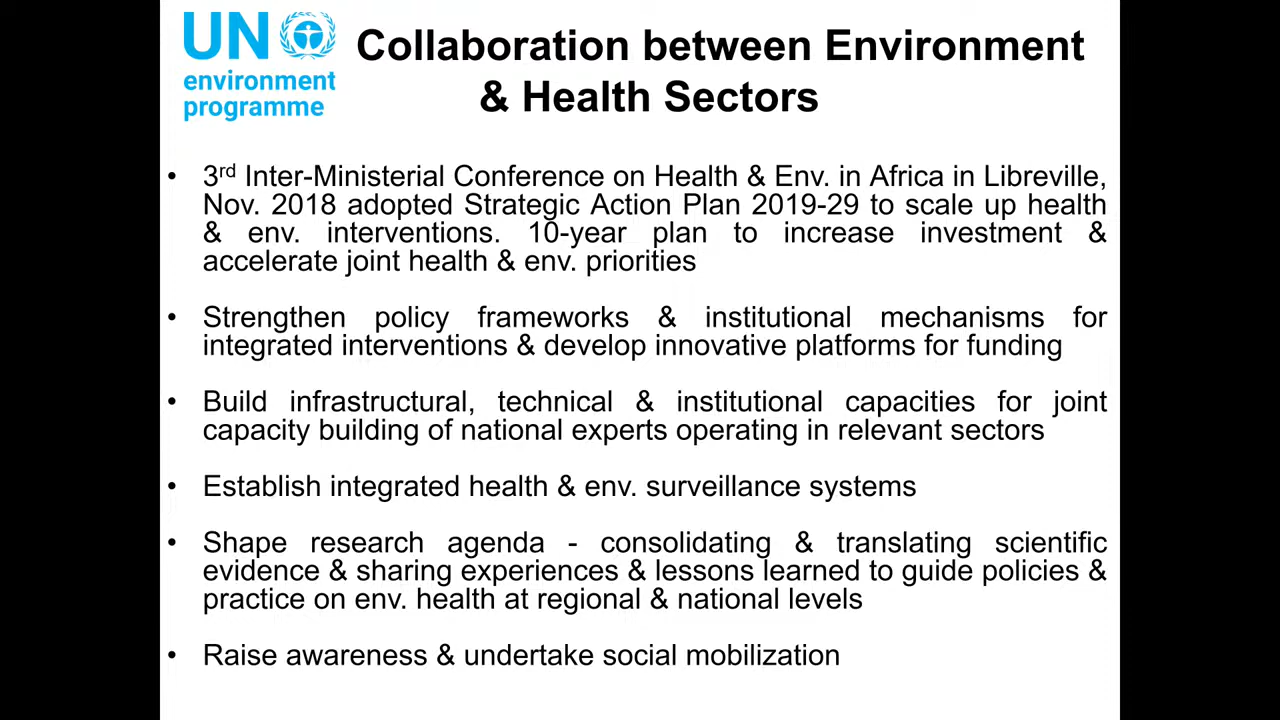 UN
environment
programme
Collaboration between Environment
& Health Sectors
• 3rd Inter-Ministerial Conference on Health & Env. in Africa in Libreville,
Nov. 2018 adopted Strategic Action Plan 2019-29 to scale up health
& env. interventions. 10-year plan to increase investment &
accelerate joint health & env. priorities
• Strengthen policy frameworks & institutional mechanisms for
integrated interventions & develop innovative platforms for funding
• Build infrastructural, technical & institutional capacities for joint
capacity building of national experts operating in relevant sectors
• Establish integrated health & env. surveillance systems
• Shape research agenda - consolidating & translating scientific
evidence & sharing experiences & lessons learned to guide policies &
practice on env. health at regional & national levels
• Raise awareness & undertake social mobilization